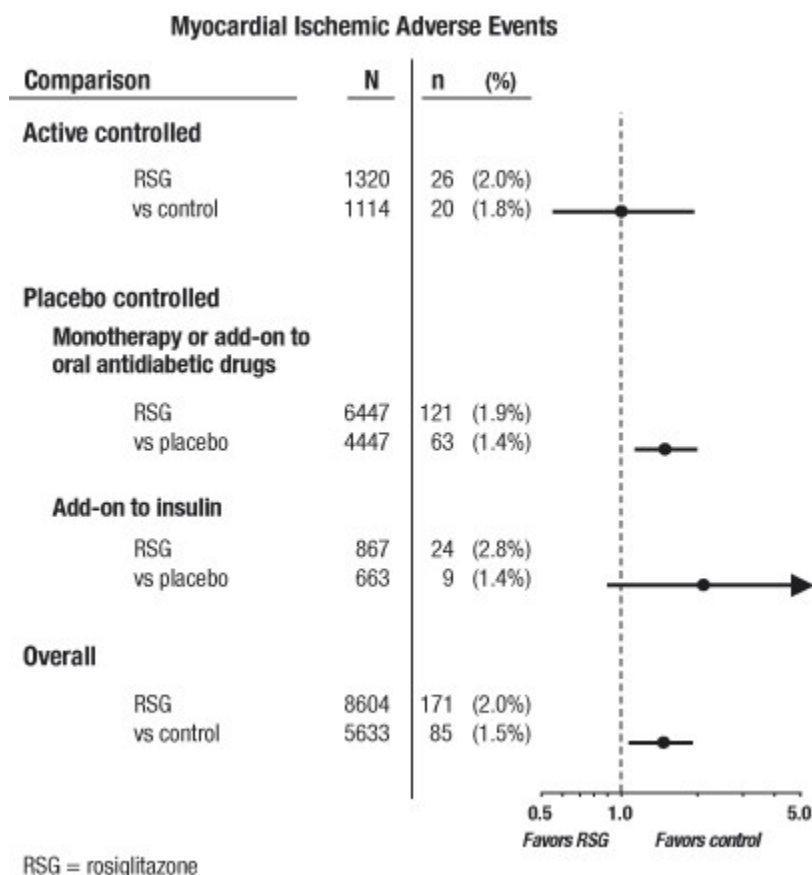 Myocardial Ischemic Adverse Events
Comparison N n (%)
Active controlled
RSG 1320 26 (2.0%)
vs control 1114 20 (1.8%)
Placebo controlled
Monotherapy or add-on to
oral antidiabetic drugs
RSG 6447 121 (1.9%)
vs placebo 4447 63 (1.4%)
Add-on to insulin
RSG 867 24 (2.8%)
vs placebo 663 9 (1.4%)
Overall
RSG 8604 171 (2.0%)
vs control 5633 85 (1.5%)
0.5 1.0 5.0
Favors RSG Favors control
RSG = rosiglitazone